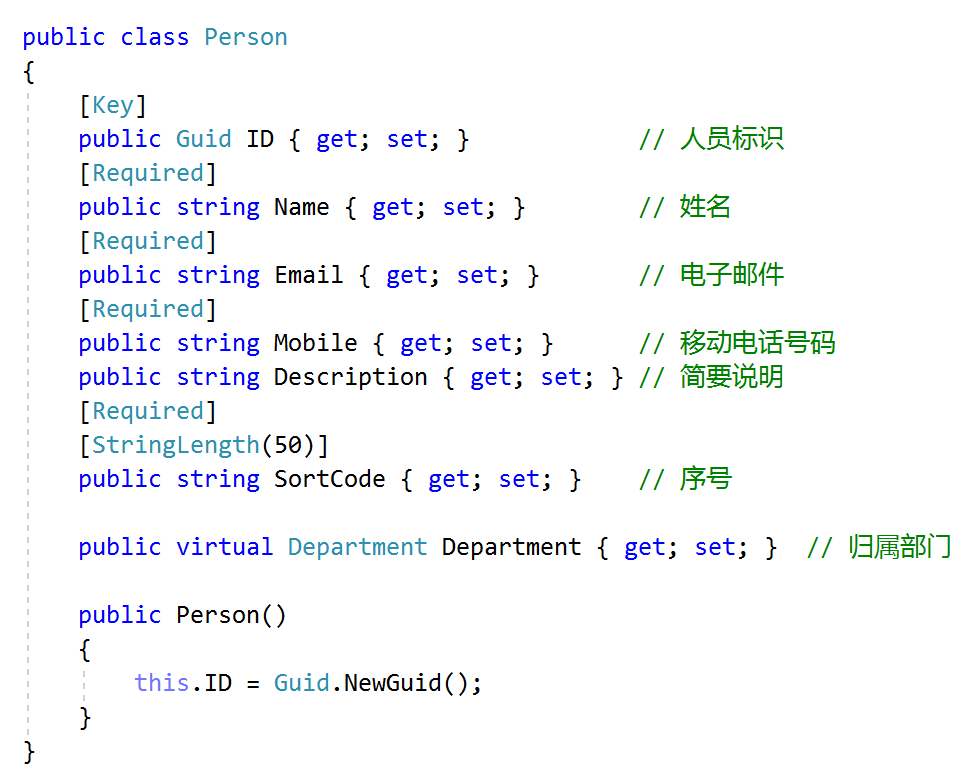 public class Person
{
    [Key]
    public Guid ID { get; set; }            // 人员标识
    [Required]
    public string Name { get; set; }        // 姓名
    [Required]
    public string Email { get; set; }       // 电子邮件
    [Required]
    public string Mobile { get; set; }      // 移动电话号码
    public string Description { get; set; } // 简要说明
    [Required]
    [StringLength(50)]
    public string SortCode { get; set; }    // 序号

    public virtual Department Department { get; set; }  // 归属部门

    public Person()
    {
        this.ID = Guid.NewGuid();
    }
}